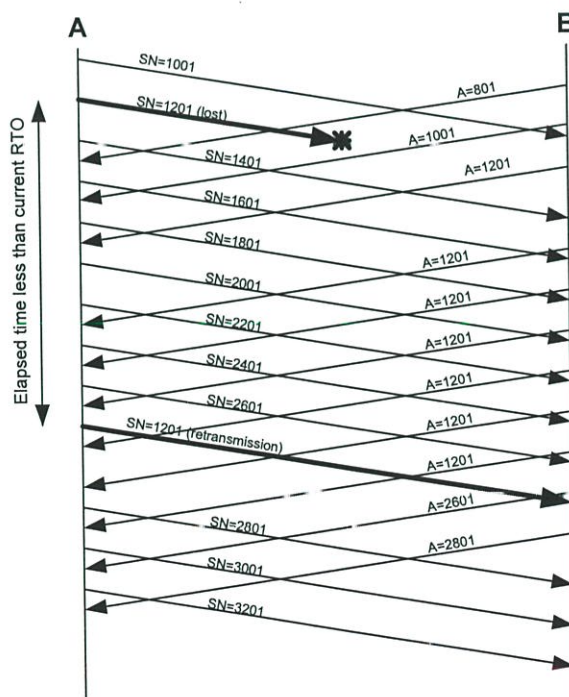 A
SN=1001
A=801
SN=1201 (lost)
A=1001
SN=1401
A=1201
SN=1601
SN=1801
A=1201
SN=2001
A=1201
SN=2201
A=1201
SN=2401
A=1201
SN=2601
A=1201
SN=1201 (retransmission)
A=1201
A=2601
SN=2801
A=2801
SN=3001
SN=3201
Elapsed time less than current RTO